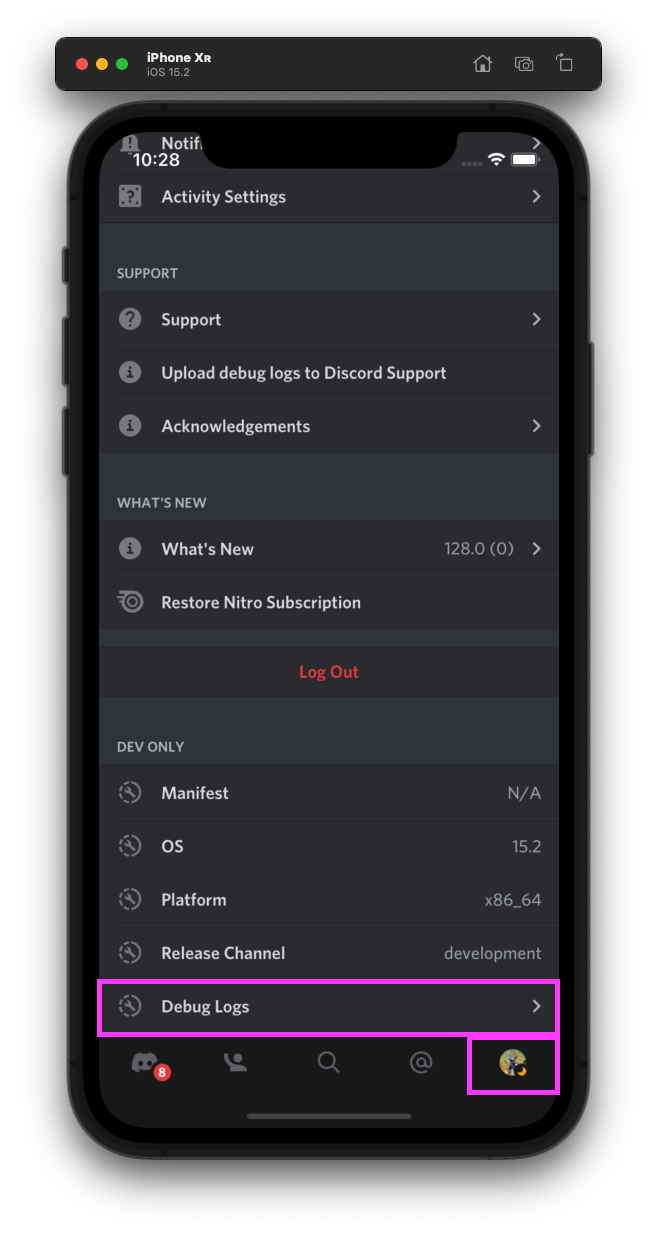 iPhone XR
iOS 15.2
10:28
Activity Settings
SUPPORT
Support
Upload debug logs to Discord Support
Acknowledgements
WHAT'S NEW
What's New 128.0 (0)
Restore Nitro Subscription
Log Out
DEV ONLY
Manifest N/A
OS 15.2
Platform x86_64
Release Channel development
Debug Logs
8